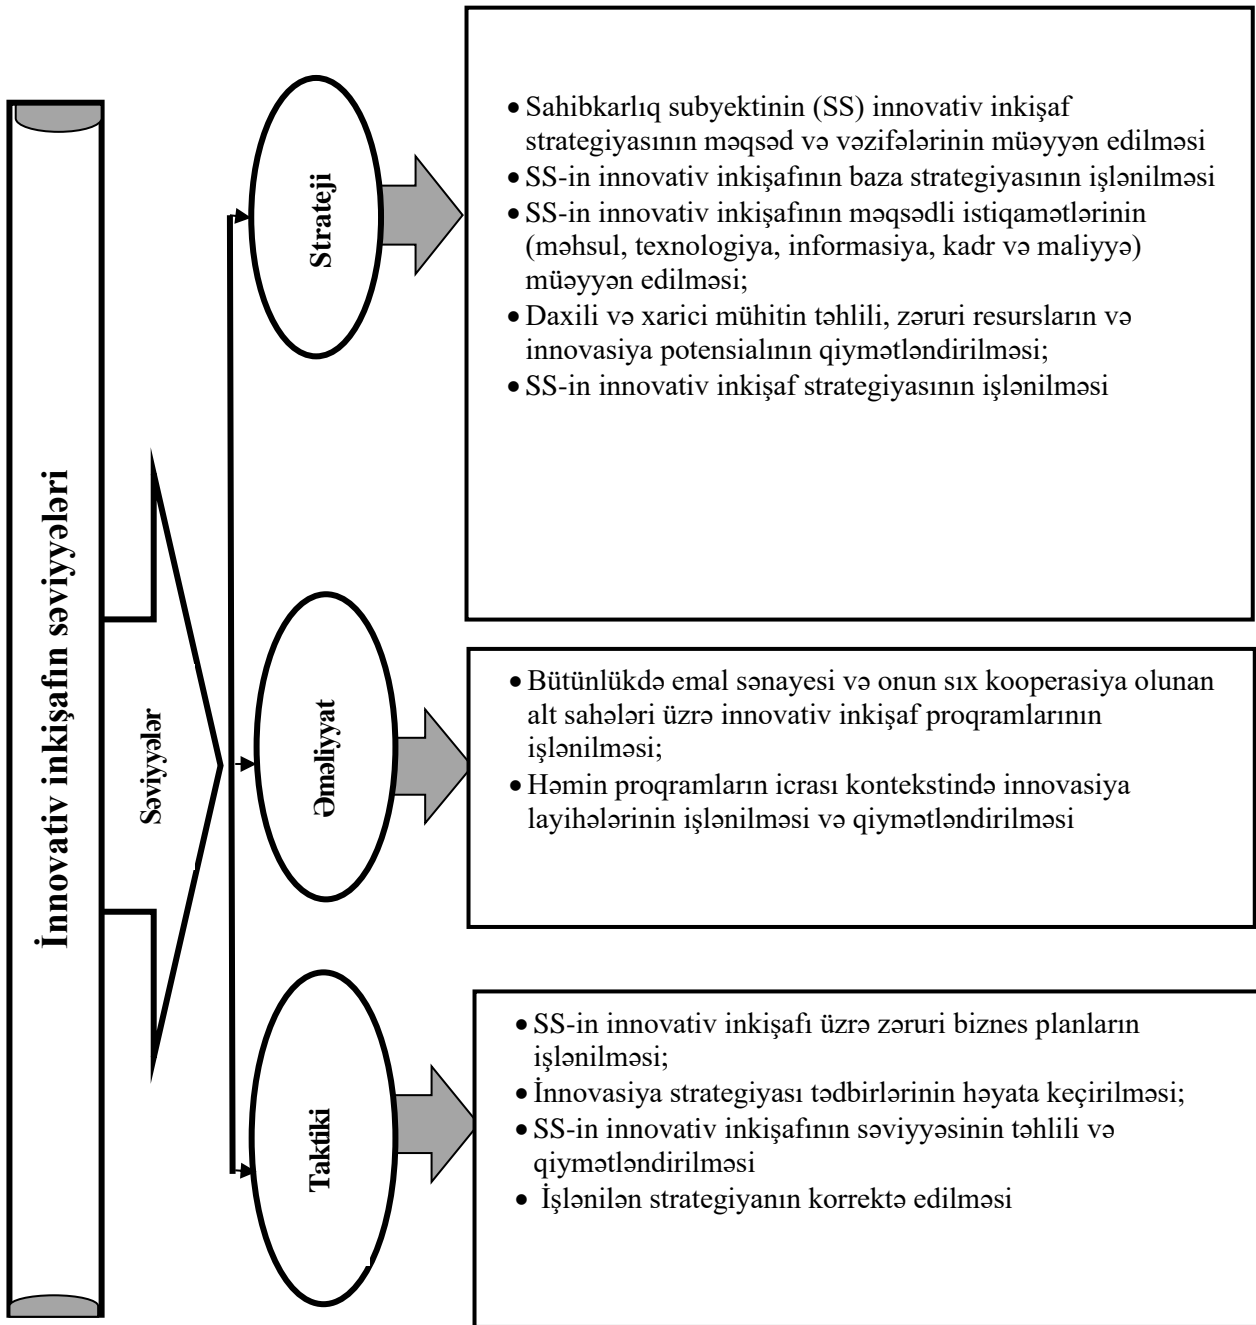 İnnovativ inkişafın səviyyələri
Səviyyələr
Strateji
• Sahibkarlıq subyektinin (SS) innovativ inkişaf
strategiyasının məqsəd və vəzifələrinin müəyyən edilməsi
• SS-in innovativ inkişafının baza strategiyasının işlənilməsi
• SS-in innovativ inkişafının məqsədli istiqamətlərinin
(məhsul, texnologiya, informasiya, kadr və maliyyə)
müəyyən edilməsi;
• Daxili və xarici mühitin təhlili, zəruri resursların və
innovasiya potensialının qiymətləndirilməsi;
• SS-in innovativ inkişaf strategiyasının işlənilməsi
Əməliyyat
• Bütünlükdə emal sənayesi və onun sıx kooperasiya olunan
alt sahələri üzrə innovativ inkişaf proqramlarının
işlənilməsi;
• Həmin proqramların icrası kontekstində innovasiya
layihələrinin işlənilməsi və qiymətləndirilməsi
Taktiki
• SS-in innovativ inkişafı üzrə zəruri biznes planların
işlənilməsi;
• İnnovasiya strategiyası tədbirlərinin həyata keçirilməsi;
• SS-in innovativ inkişafının səviyyəsinin təhlili və
qiymətləndirilməsi
• İşlənilən strategiyanın korrektə edilməsi